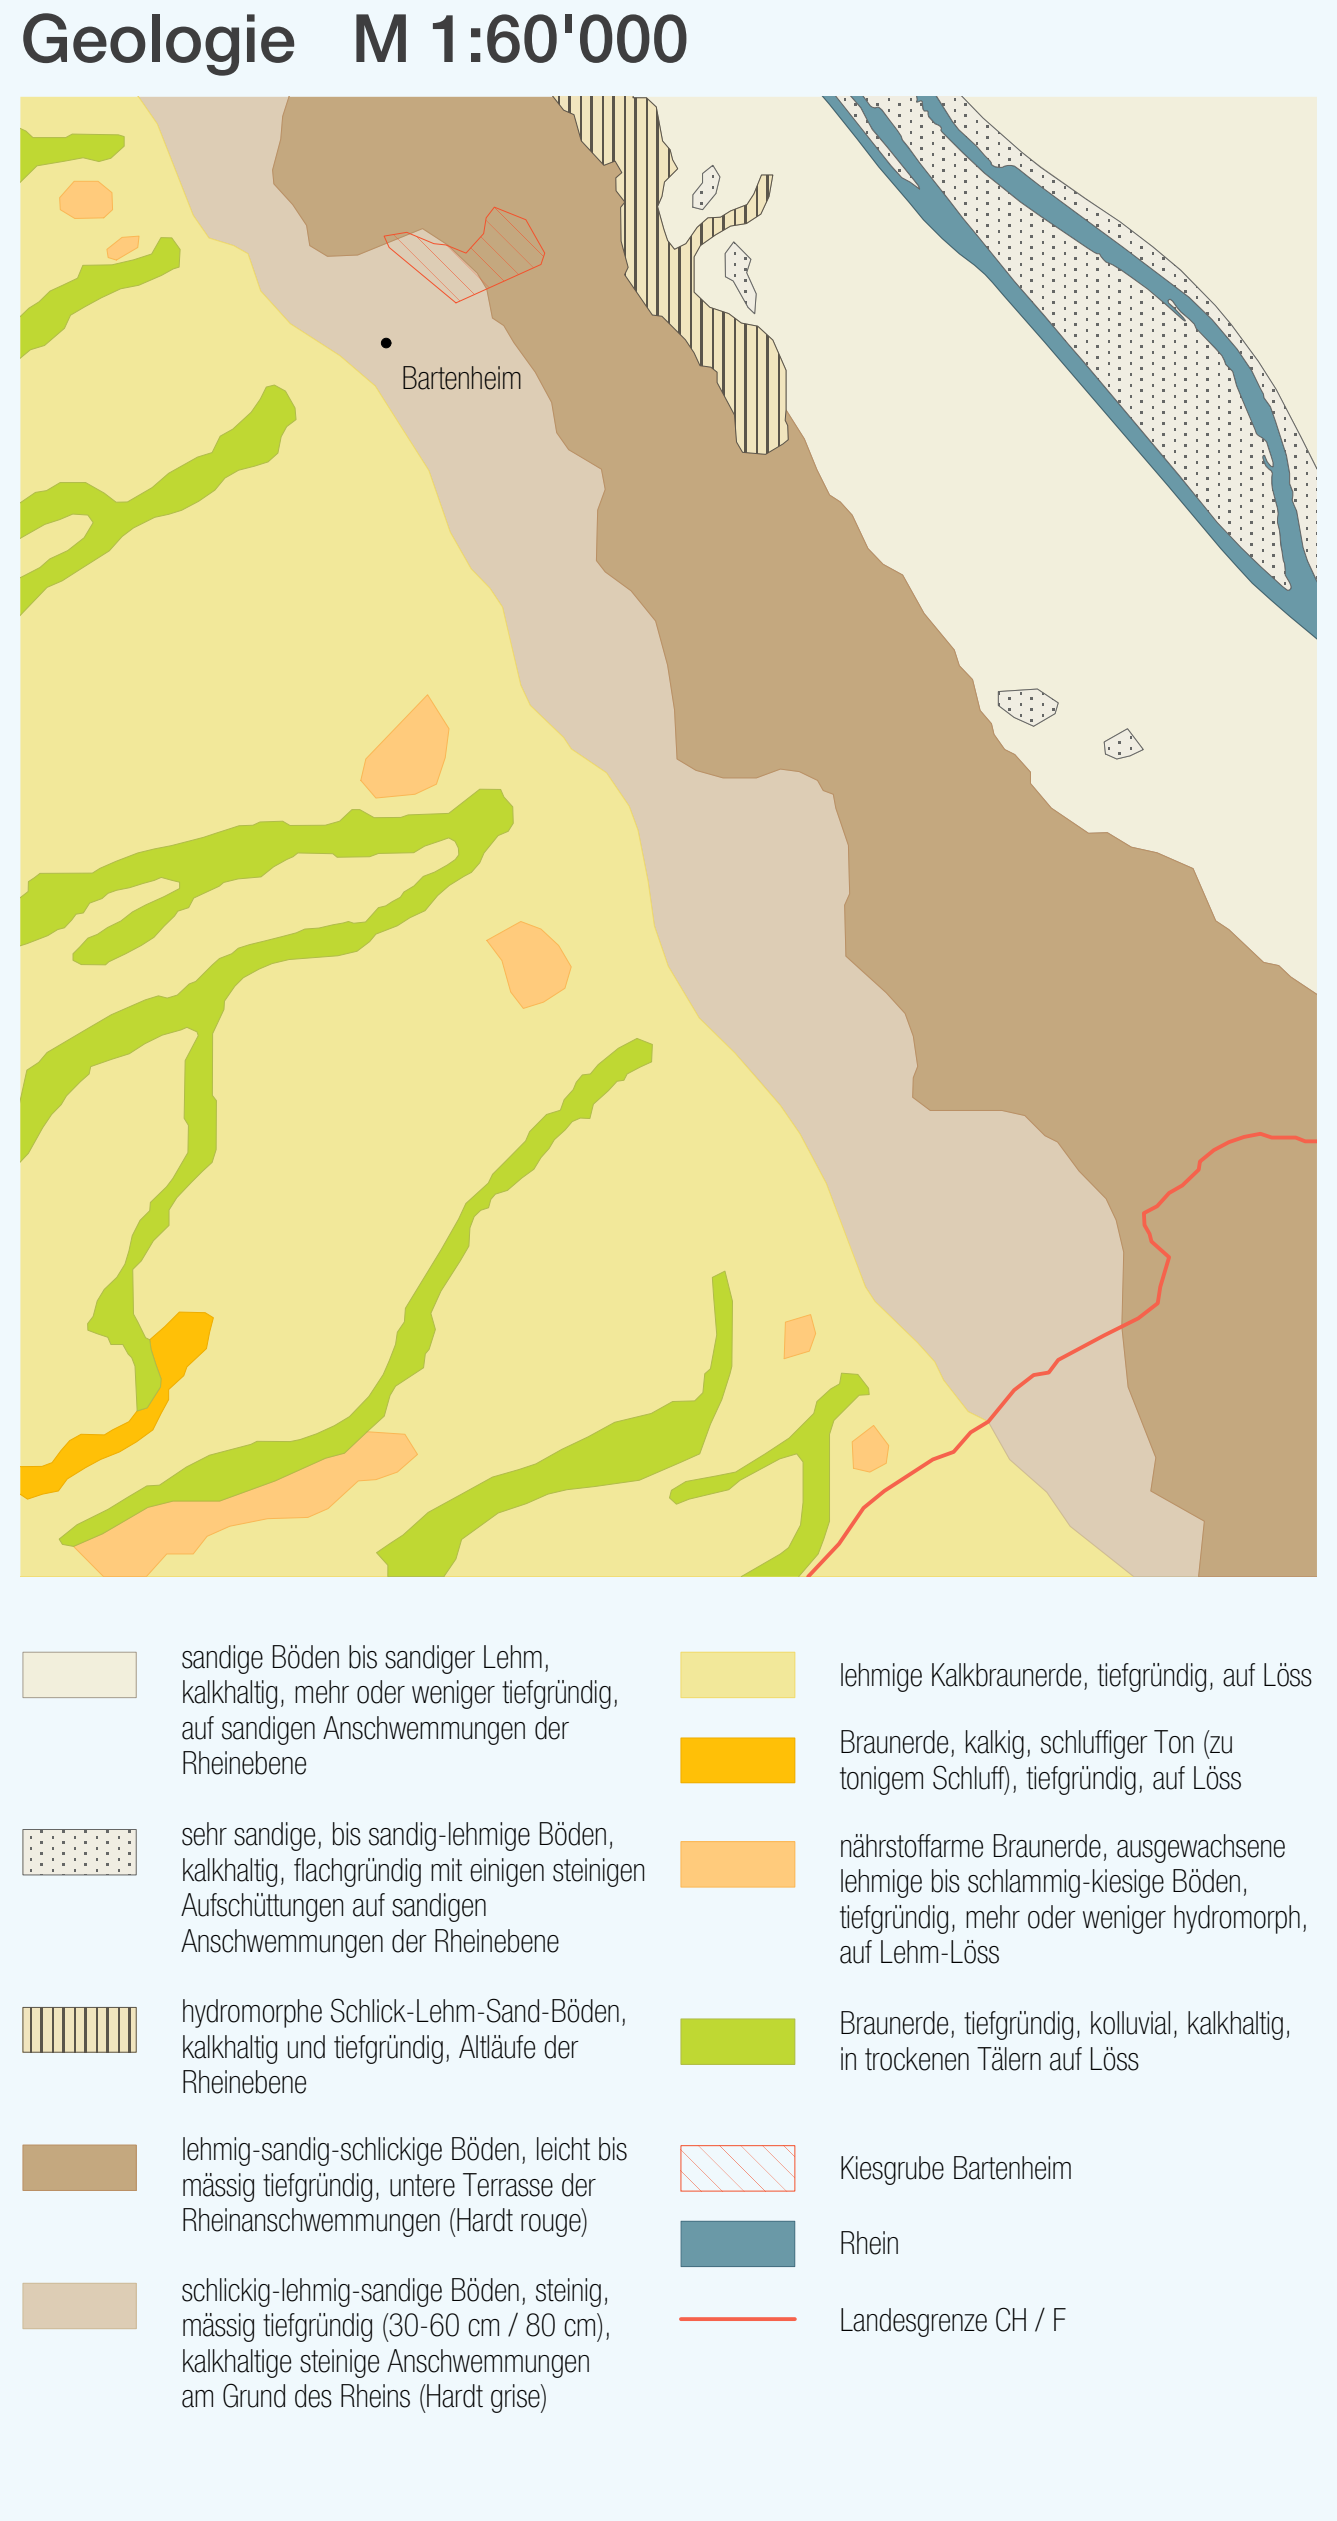 Geologie M 1:60'000
Bartenheim
sandige Böden bis sandiger Lehm,
kalkhaltig, mehr oder weniger tiefgründig,
auf sandigen Anschwemmungen der
Rheinebene
sehr sandige, bis sandig-lehmige Böden,
kalkhaltig, flachgründig mit einigen steinigen
Aufschüttungen auf sandigen
Anschwemmungen der Rheinebene
hydromorphe Schlick-Lehm-Sand-Böden,
kalkhaltig und tiefgründig, Altläufe der
Rheinebene
lehmig-sandig-schlickige Böden, leicht bis
mässig tiefgründig, untere Terrasse der
Rheinanschwemmungen (Hardt rouge)
schlickig-lehmig-sandige Böden, steinig,
mässig tiefgründig (30-60 cm / 80 cm),
kalkhaltige steinige Anschwemmungen
am Grund des Rheins (Hardt grise)
lehmige Kalkbraunerde, tiefgründig, auf Löss
Braunerde, kalkig, schluffiger Ton (zu
tonigem Schluff), tiefgründig, auf Löss
nährstoffarme Braunerde, ausgewachsene
lehmige bis schlammig-kiesige Böden,
tiefgründig, mehr oder weniger hydromorph,
auf Lehm-Löss
Braunerde, tiefgründig, kolluvial, kalkhaltig,
in trockenen Tälern auf Löss
Kiesgrube Bartenheim
Rhein
Landesgrenze CH / F